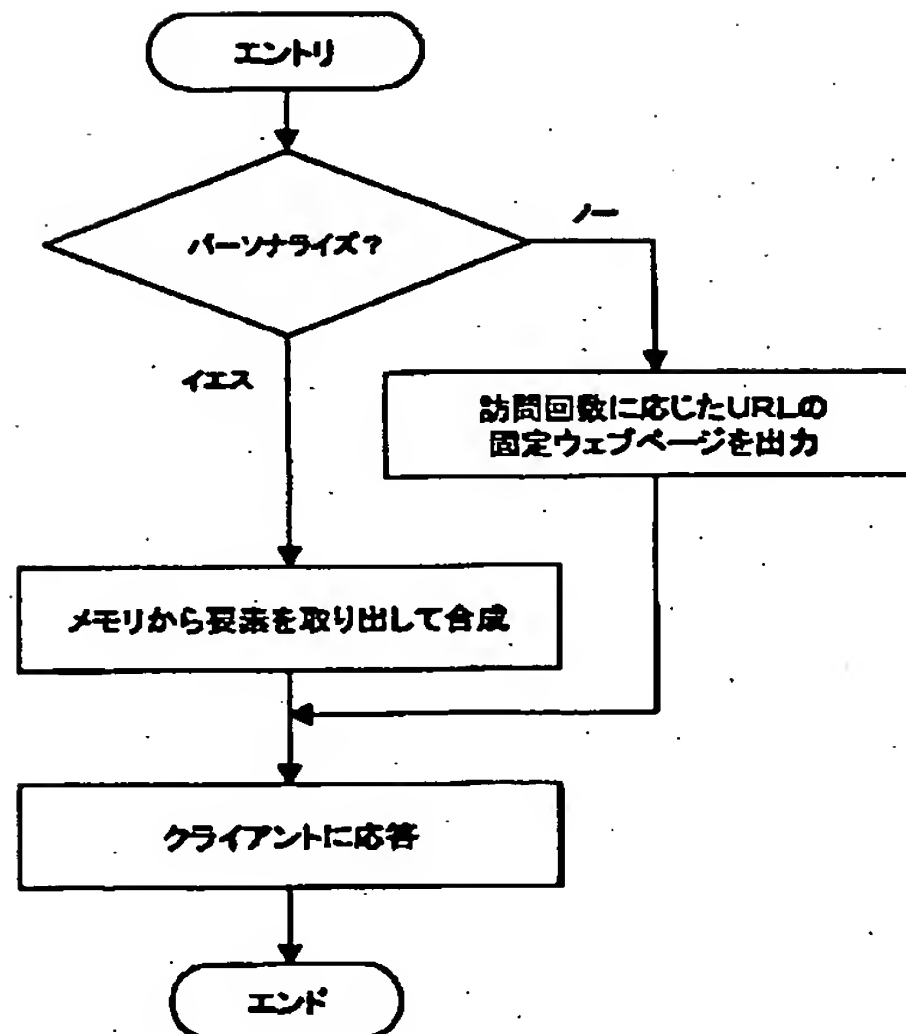 エントリ
パーソナライズ?
ノー
イエス
訪問回数に応じたURLの
固定ウェブページを出力
メモリから要素を取り出して合成
クライアントに応答
エンド